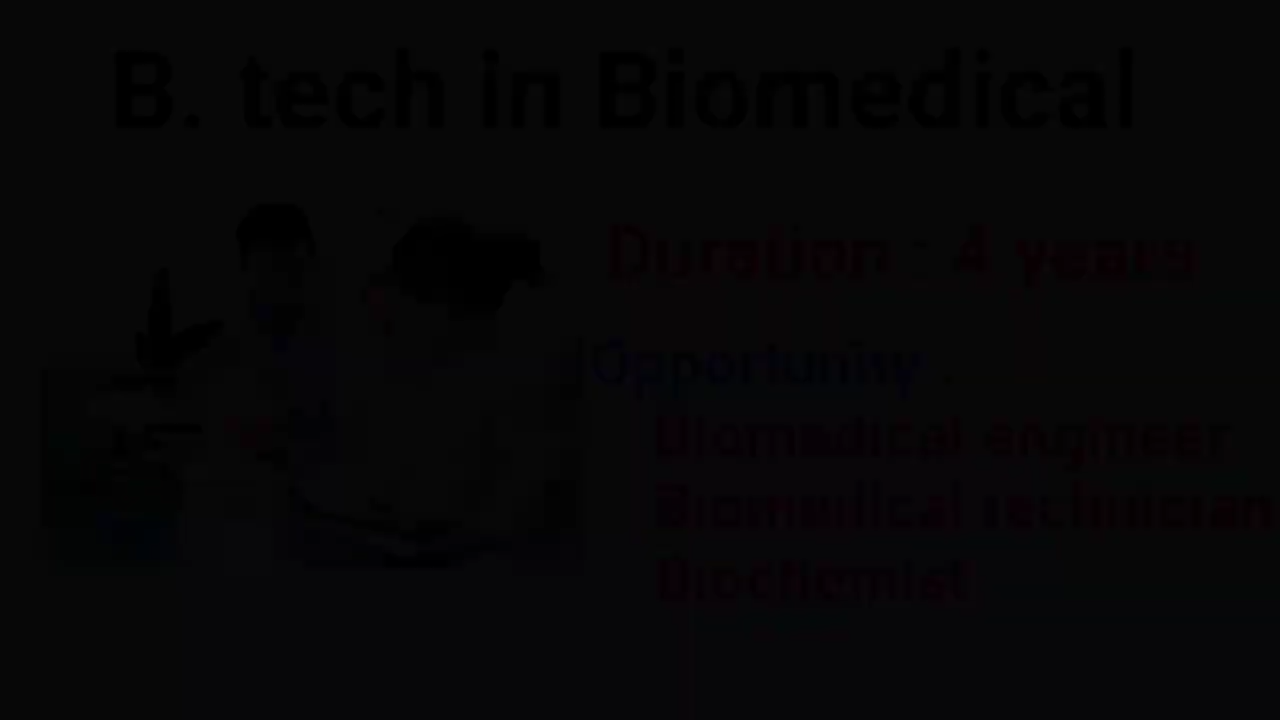 B. tech in Biomedical
Duration : 4 years
Opportunity :
Biomedical engineer
Biomedical technician
Biochemist